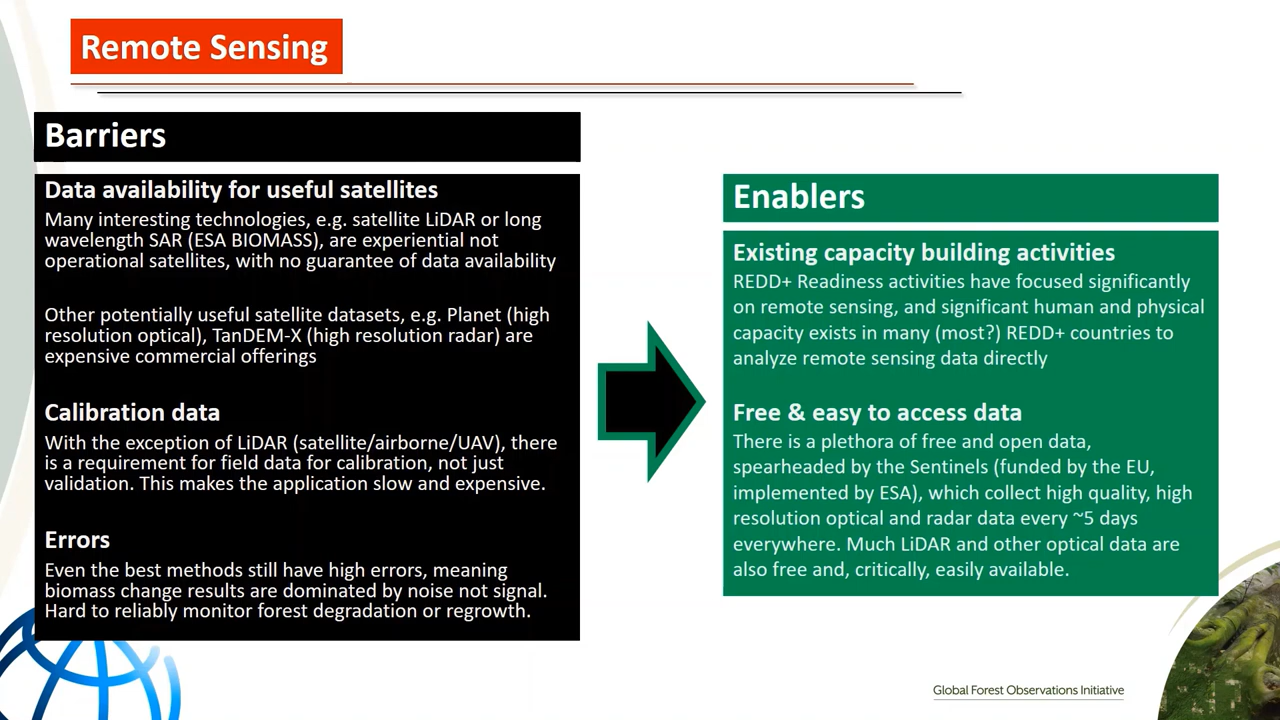 Remote Sensing
Barriers
Data availability for useful satellites
Many interesting technologies, e.g. satellite LiDAR or long
wavelength SAR (ESA BIOMASS), are experiential not
operational satellites, with no guarantee of data availability
Other potentially useful satellite datasets, e.g. Planet (high
resolution optical), TanDEM-X (high resolution radar) are
expensive commercial offerings
Calibration data
With the exception of LiDAR (satellite/airborne/UAV), there
is a requirement for field data for calibration, not just
validation. This makes the application slow and expensive.
Errors
Even the best methods still have high errors, meaning
biomass change results are dominated by noise not signal.
Hard to reliably monitor forest degradation or regrowth.
Enablers
Existing capacity building activities
REDD+ Readiness activities have focused significantly
on remote sensing, and significant human and physical
capacity exists in many (most?) REDD+ countries to
analyze remote sensing data directly
Free & easy to access data
There is a plethora of free and open data,
spearheaded by the Sentinels (funded by the EU,
implemented by ESA), which collect high quality, high
resolution optical and radar data every ~5 days
everywhere. Much LiDAR and other optical data are
also free and, critically, easily available.
Global Forest Observations Initiative